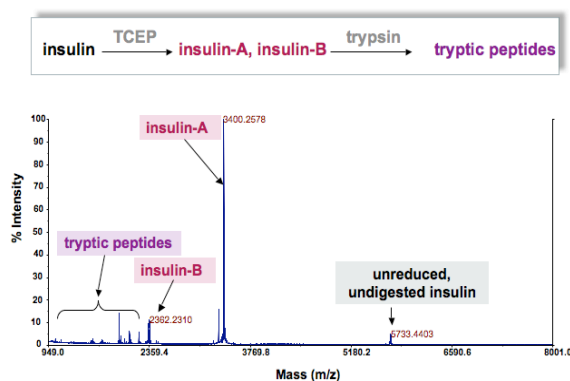 insulin TCEP insulin-A, insulin-B trypsin tryptic peptides
100
90
80
70
60
50
40
30
20
10
0
% Intensity
insulin-A
3400.2578
tryptic peptides
insulin-B
2362.2310
unreduced,
undigested insulin
5733.4403
949.0 2359.4 3769.8 5180.2 6590.6 8001.0
Mass (m/z)